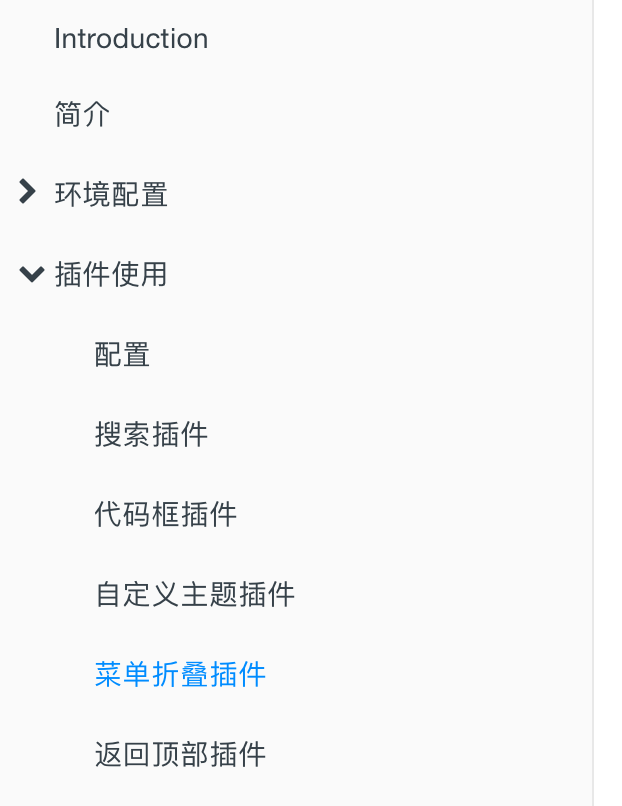 Introduction
简介
环境配置
插件使用
配置
搜索插件
代码框插件
自定义主题插件
菜单折叠插件
返回顶部插件